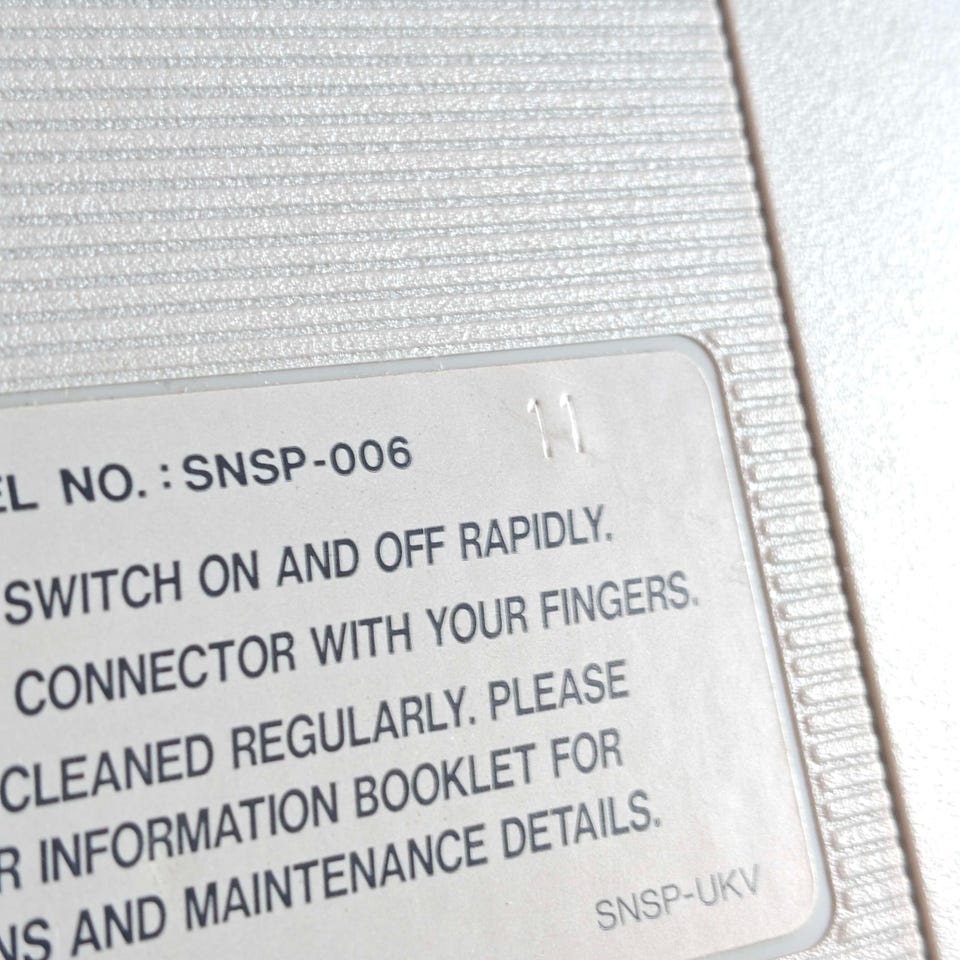 11
EL NO. : SNSP-006
SWITCH ON AND OFF RAPIDLY.
CONNECTOR WITH YOUR FINGERS.
CLEANED REGULARLY. PLEASE
R INFORMATION BOOKLET FOR
NS AND MAINTENANCE DETAILS.
SNSP-UKV